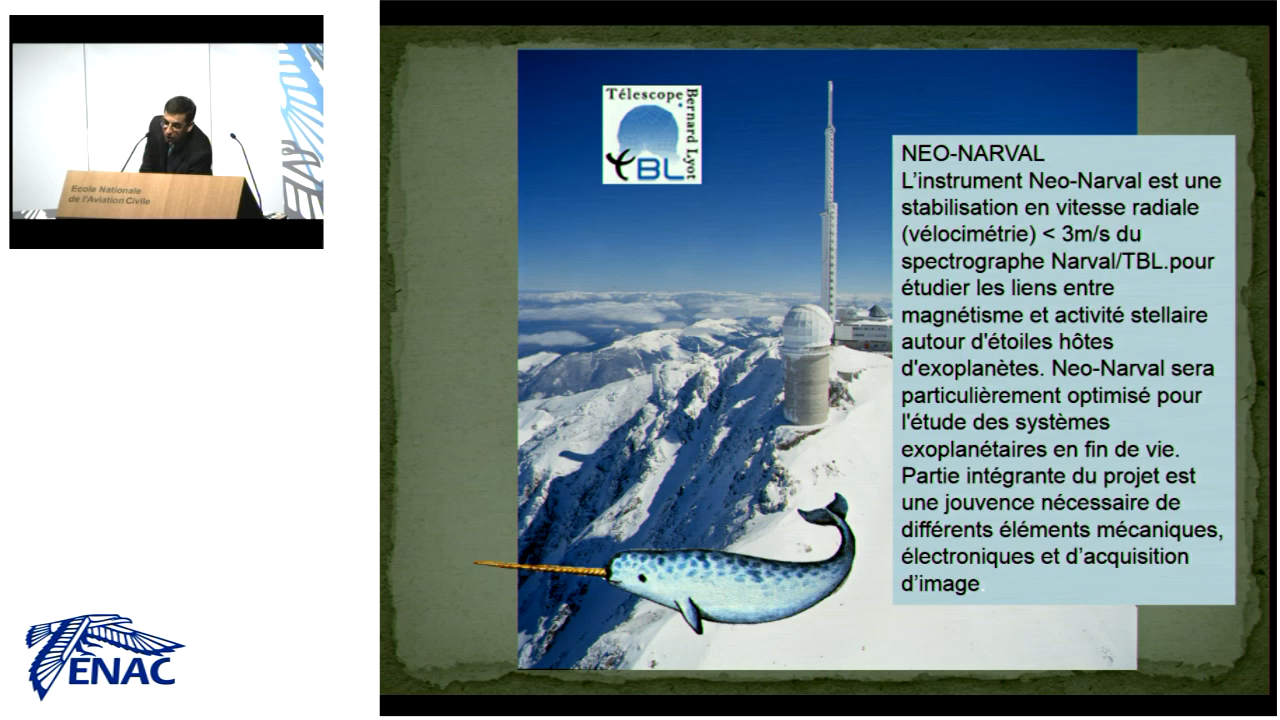 Ecole Nationale
de l'Aviation Civile
ENAC
Télescope
Bernard Lyot
TBL
NEO-NARVAL
L’instrument Neo-Narval est une
stabilisation en vitesse radiale
(vélocimétrie) < 3m/s du
spectrographe Narval/TBL.pour
étudier les liens entre
magnétisme et activité stellaire
autour d'étoiles hôtes
d'exoplanètes. Neo-Narval sera
particulièrement optimisé pour
l'étude des systèmes
exoplanétaires en fin de vie.
Partie intégrante du projet est
une jouvence nécessaire de
différents éléments mécaniques,
électroniques et d’acquisition
d’image.